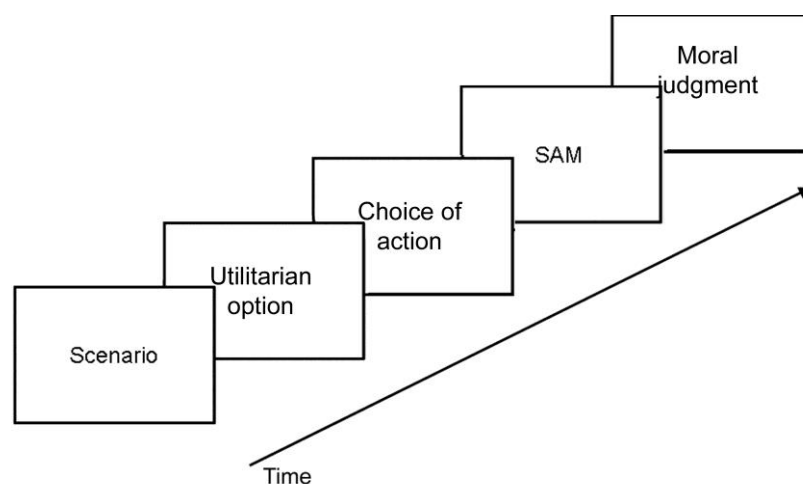 Scenario
Utilitarian
option
Choice of
action
SAM
Moral
judgment
Time